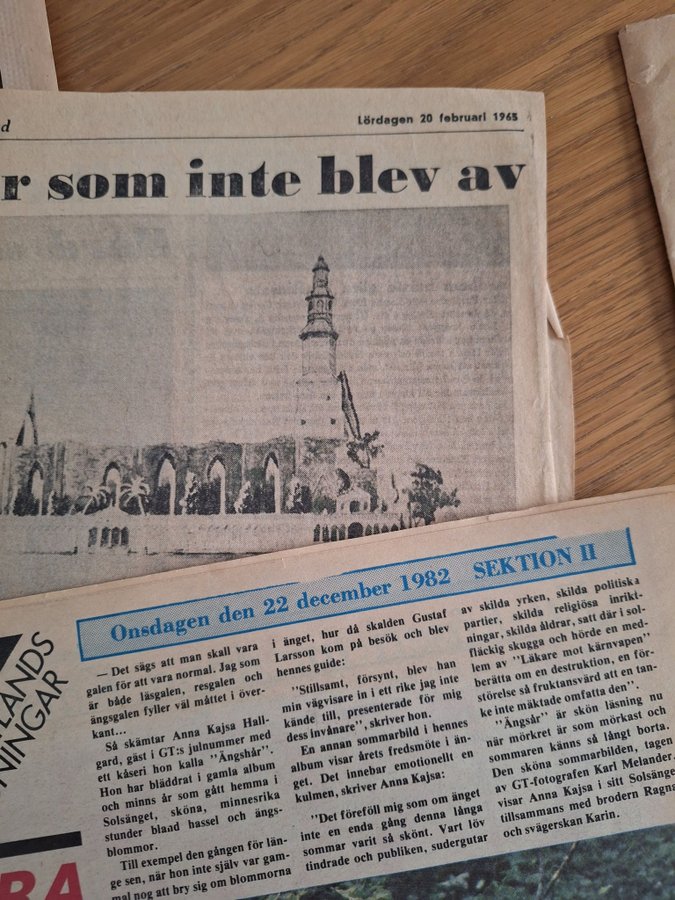 d
Lördagen 20 februari 1965
r som inte blev av
Onsdagen den 22 december 1982 SEKTION II
LANDS
NINGAR
RA
— Det sägs att man skall vara
galen för att vara normal. Jag som
är både läsgalen, resgalen och
ängsgalen fyller väl måttet i över-
kant...
Så skämtar Anna Kajsa Hall-
gard, gäst i GT:s julnummer med
ett kåseri hon kalla "Ängshår".
Hon har bläddrat i gamla album
och minns år som gått hemma i
Solsänget, sköna, minnesrika
stunder blaad hassel och ängs-
blommor.
Till exempel den gången för län-
ge sen, när hon inte själv var gam-
mal nog att bry sig om blommorna
i änget, hur då skalden Gustaf
Larsson kom på besök och blev
hennes guide:
"Stillsamt, försynt, blev han
min vägvisare in i ett rike jag inte
kände till, presenterade för mig
dess invånare", skriver hon.
En annan sommarbild i hennes
album visar årets fredsmöte i än-
get. Det innebar emotionellt en
kulmen, skriver Anna Kajsa:
"Det föreföll mig som om änget
inte en enda gång denna långa
sommar varit så skönt. Vart löv
tindrade och publiken, sudergutar
av skilda yrken, skilda politiska
partier, skilda religiösa inrikt-
ningar, skilda åldrar, satt där i sol-
fläckig skugga och hörde en med-
lem av "Läkare mot kärnvapen"
berätta om en destruktion, en för-
störelse så fruktansvärd att en tan-
ke inte mäktade omfatta den".
"Ängsår" är skön läsning nu
när mörkret är som mörkast och
sommaren känns så långt borta.
Den sköna sommarbilden, tagen
av GT-fotografen Karl Melander,
visar Anna Kajsa i sitt Solsänge
tillsammans med brodern Ragna
och svägerskan Karin.